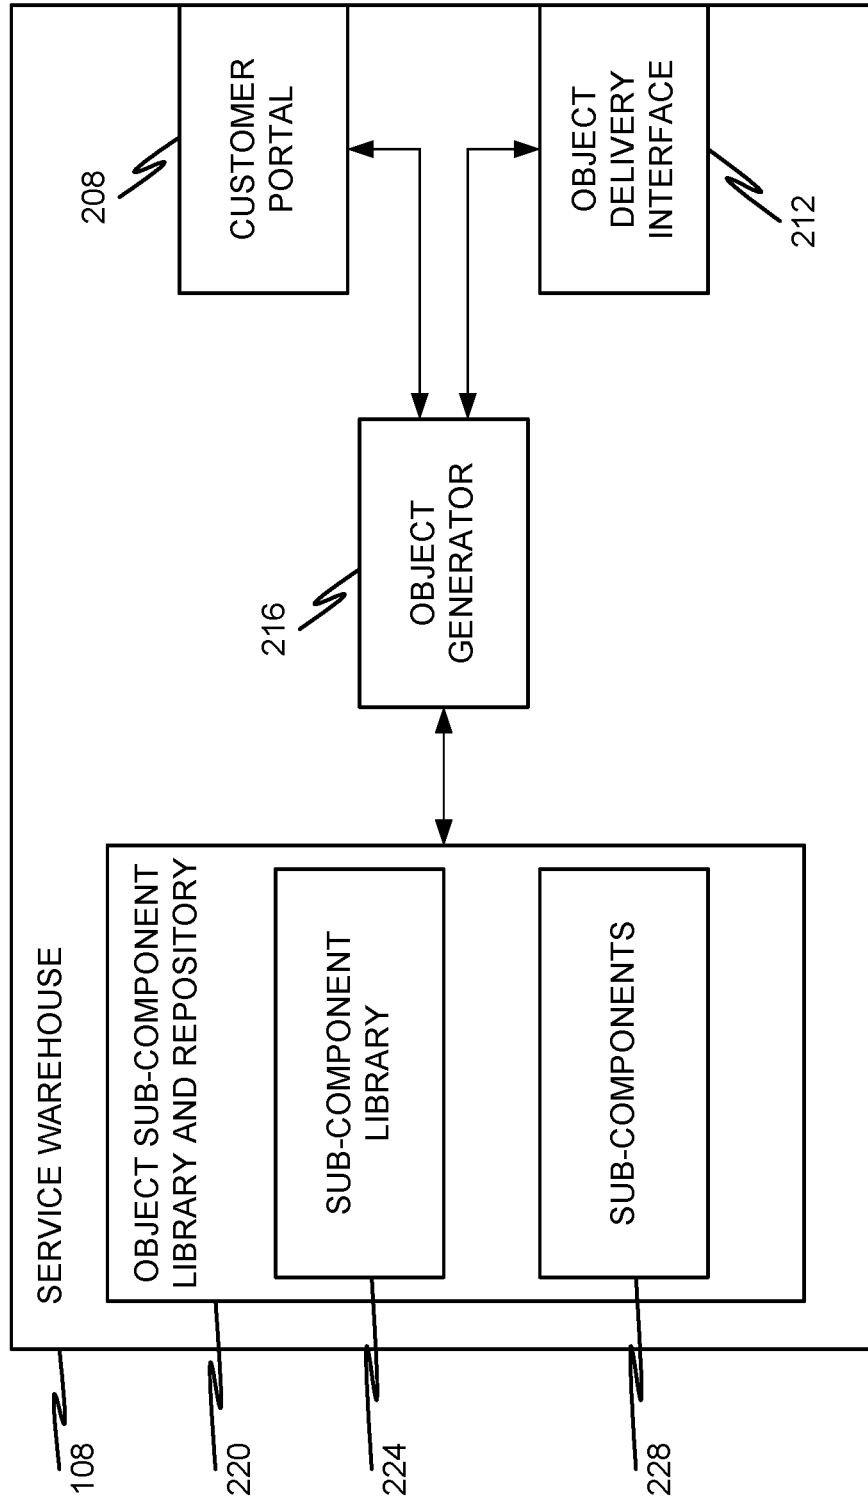 SERVICE WAREHOUSE
108
OBJECT SUB-COMPONENT
LIBRARY AND REPOSITORY
220
SUB-COMPONENT
LIBRARY
224
SUB-COMPONENTS
228
OBJECT
GENERATOR
216
CUSTOMER
PORTAL
208
OBJECT
DELIVERY
INTERFACE
212